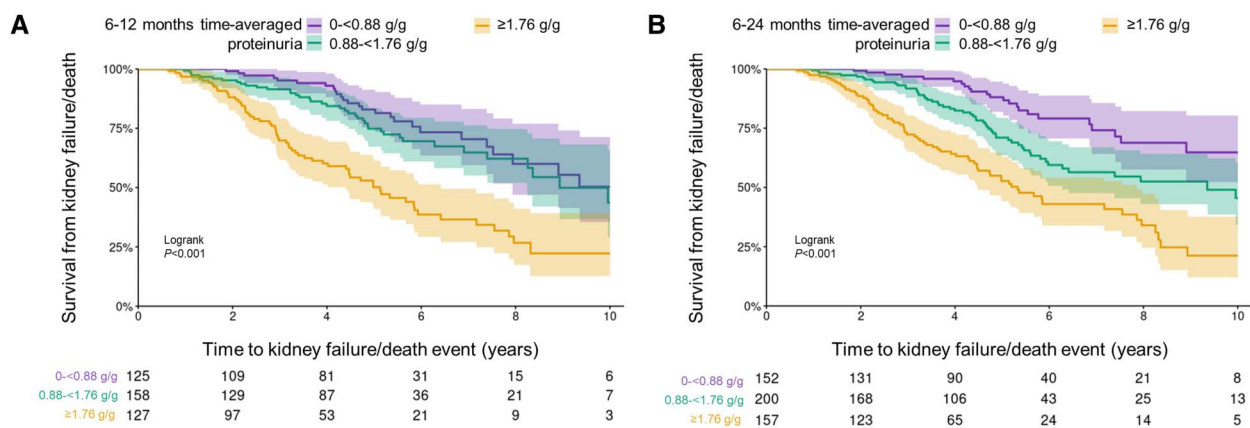 A
6-12 months time-averaged proteinuria
0-<0.88 g/g
≥1.76 g/g
0.88-<1.76 g/g
Survival from kidney failure/death
100%
75%
50%
25%
0%
Logrank
P<0.001
0 2 4 6 8 10
Time to kidney failure/death event (years)
0-<0.88 g/g 125 109 81 31 15 6
0.88-<1.76 g/g 158 129 87 36 21 7
≥1.76 g/g 127 97 53 21 9 3
B
6-24 months time-averaged proteinuria
0-<0.88 g/g
≥1.76 g/g
0.88-<1.76 g/g
Survival from kidney failure/death
100%
75%
50%
25%
0%
Logrank
P<0.001
0 2 4 6 8 10
Time to kidney failure/death event (years)
0-<0.88 g/g 152 131 90 40 21 8
0.88-<1.76 g/g 200 168 106 43 25 13
≥1.76 g/g 157 123 65 24 14 5